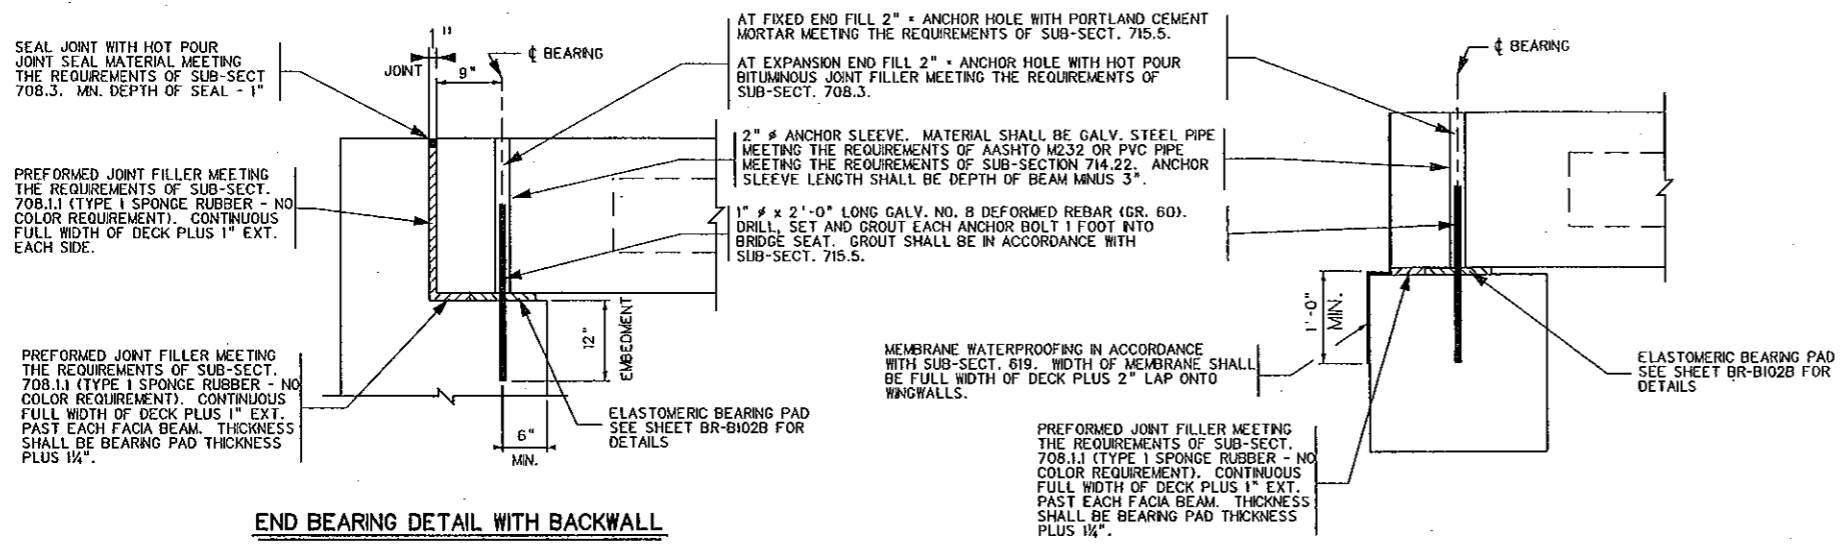 SEAL JOINT WITH HOT POUR
JOINT SEAL MATERIAL MEETING
THE REQUIREMENTS OF SUB-SECT
708.3. MIN. DEPTH OF SEAL - 1"
PREFORMED JOINT FILLER MEETING
THE REQUIREMENTS OF SUB-SECT.
708.1.1 (TYPE 1 SPONGE RUBBER - NO
COLOR REQUIREMENT). CONTINUOUS
FULL WIDTH OF DECK PLUS 1" EXT.
EACH SIDE.
PREFORMED JOINT FILLER MEETING
THE REQUIREMENTS OF SUB-SECT.
708.1.1 (TYPE 1 SPONGE RUBBER - NO
COLOR REQUIREMENT). CONTINUOUS
FULL WIDTH OF DECK PLUS 1" EXT.
PAST EACH FACIA BEAM. THICKNESS
SHALL BE BEARING PAD THICKNESS
PLUS 1¼".
1"
JOINT
9"
℄ BEARING
12"
EMBEDMENT
6"
MIN.
ELASTOMERIC BEARING PAD
SEE SHEET BR-B102B FOR
DETAILS
END BEARING DETAIL WITH BACKWALL
AT FIXED END FILL 2" ø ANCHOR HOLE WITH PORTLAND CEMENT
MORTAR MEETING THE REQUIREMENTS OF SUB-SECT. 715.5.
AT EXPANSION END FILL 2" ø ANCHOR HOLE WITH HOT POUR
BITUMINOUS JOINT FILLER MEETING THE REQUIREMENTS OF
SUB-SECT. 708.3.
2" ø ANCHOR SLEEVE. MATERIAL SHALL BE GALV. STEEL PIPE
MEETING THE REQUIREMENTS OF AASHTO M232 OR PVC PIPE
MEETING THE REQUIREMENTS OF SUB-SECTION 714.22. ANCHOR
SLEEVE LENGTH SHALL BE DEPTH OF BEAM MINUS 3".
1" ø x 2'-0" LONG GALV. NO. 8 DEFORMED REBAR (GR. 60).
DRILL, SET AND GROUT EACH ANCHOR BOLT 1 FOOT INTO
BRIDGE SEAT. GROUT SHALL BE IN ACCORDANCE WITH
SUB-SECT. 715.5.
℄ BEARING
MEMBRANE WATERPROOFING IN ACCORDANCE
WITH SUB-SECT. 619. WIDTH OF MEMBRANE SHALL
BE FULL WIDTH OF DECK PLUS 2" LAP ONTO
WINGWALLS.
1'-0"
MIN.
ELASTOMERIC BEARING PAD
SEE SHEET BR-B102B FOR
DETAILS
PREFORMED JOINT FILLER MEETING
THE REQUIREMENTS OF SUB-SECT.
708.1.1 (TYPE 1 SPONGE RUBBER - NO
COLOR REQUIREMENT). CONTINUOUS
FULL WIDTH OF DECK PLUS 1" EXT.
PAST EACH FACIA BEAM. THICKNESS
SHALL BE BEARING PAD THICKNESS
PLUS 1¼".